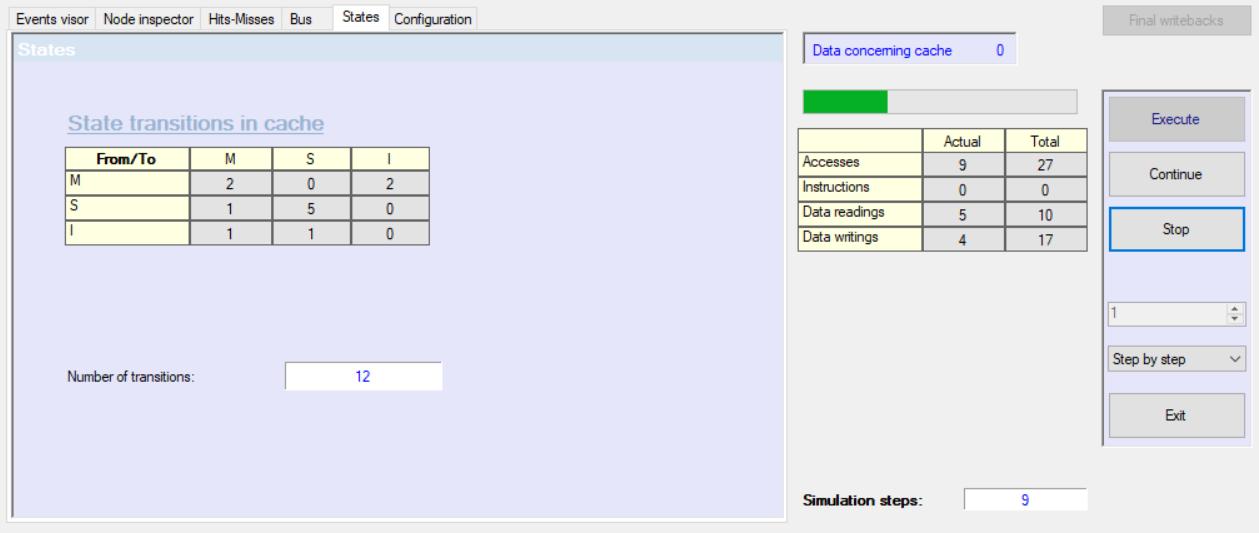 Events visor Node inspector Hits-Misses Bus States Configuration
Final writebacks
States
Data concerning cache 0
State transitions in cache
From/To M S I
M 2 0 2
S 1 5 0
I 1 1 0
Number of transitions: 12
Actual Total
Accesses 9 27
Instructions 0 0
Data readings 5 10
Data writings 4 17
Simulation steps: 9
Execute
Continue
Stop
1
Step by step
Exit